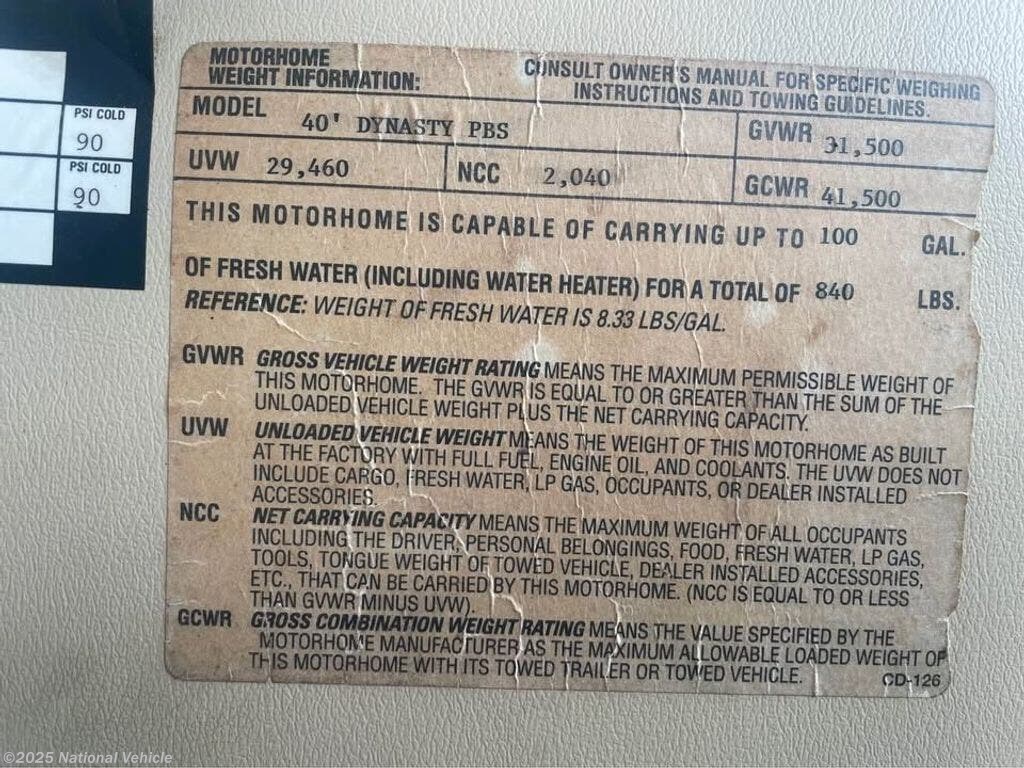 PSI COLD
90
PSI COLD
90
MOTORHOME
WEIGHT INFORMATION:
CONSULT OWNER'S MANUAL FOR SPECIFIC WEIGHING
INSTRUCTIONS AND TOWING GUIDELINES.
MODEL 40' DYNASTY PBS
GVWR 31,500
UVW 29,460
NCC 2,040
GCWR 41,500
THIS MOTORHOME IS CAPABLE OF CARRYING UP TO 100 GAL.
OF FRESH WATER (INCLUDING WATER HEATER) FOR A TOTAL OF 840 LBS.
REFERENCE: WEIGHT OF FRESH WATER IS 8.33 LBS/GAL.
GVWR GROSS VEHICLE WEIGHT RATING MEANS THE MAXIMUM PERMISSIBLE WEIGHT OF
THIS MOTORHOME. THE GVWR IS EQUAL TO OR GREATER THAN THE SUM OF THE
UNLOADED VEHICLE WEIGHT PLUS THE NET CARRYING CAPACITY.
UVW UNLOADED VEHICLE WEIGHT MEANS THE WEIGHT OF THIS MOTORHOME AS BUILT
AT THE FACTORY WITH FULL FUEL, ENGINE OIL, AND COOLANTS. THE UVW DOES NOT
INCLUDE CARGO, FRESH WATER, LP GAS, OCCUPANTS, OR DEALER INSTALLED
ACCESSORIES.
NCC NET CARRYING CAPACITY MEANS THE MAXIMUM WEIGHT OF ALL OCCUPANTS
INCLUDING THE DRIVER, PERSONAL BELONGINGS, FOOD, FRESH WATER, LP GAS,
TOOLS, TONGUE WEIGHT OF TOWED VEHICLE, DEALER INSTALLED ACCESSORIES,
ETC., THAT CAN BE CARRIED BY THIS MOTORHOME. (NCC IS EQUAL TO OR LESS
THAN GVWR MINUS UVW).
GCWR GROSS COMBINATION WEIGHT RATING MEANS THE VALUE SPECIFIED BY THE
MOTORHOME MANUFACTURER AS THE MAXIMUM ALLOWABLE LOADED WEIGHT OF
THIS MOTORHOME WITH ITS TOWED TRAILER OR TOWED VEHICLE.
CD-126
©2025 National Vehicle